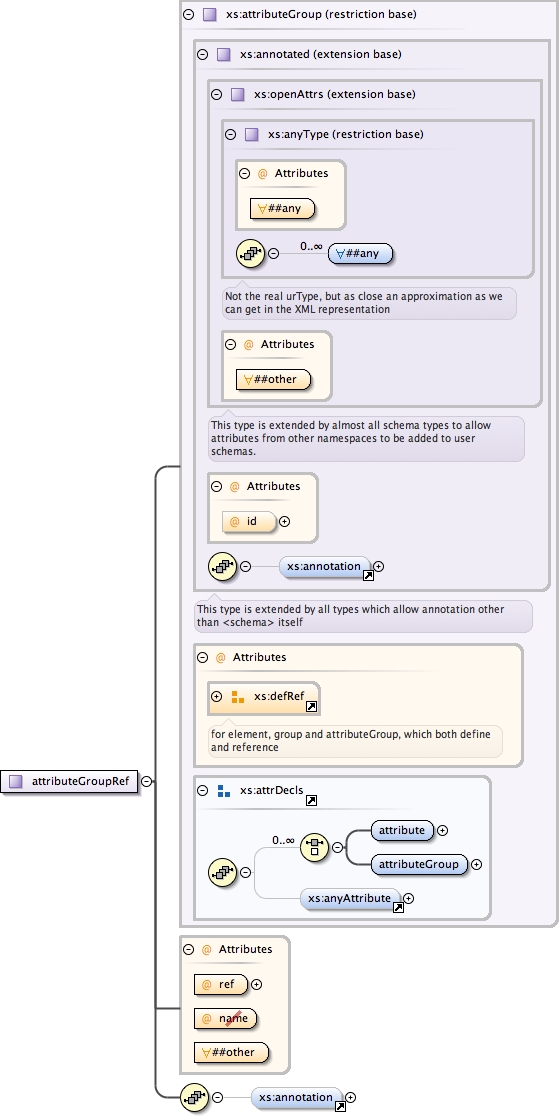 xs:attributeGroup (restriction base)
xs:annotated (extension base)
xs:openAttrs (extension base)
xs:anyType (restriction base)
@ Attributes
∀##any
0..∞
∀##any
Not the real urType, but as close an approximation as we
can get in the XML representation
@ Attributes
∀##other
This type is extended by almost all schema types to allow
attributes from other namespaces to be added to user
schemas.
@ Attributes
@ id
xs:annotation
This type is extended by all types which allow annotation other
than <schema> itself
@ Attributes
xs:defRef
for element, group and attributeGroup, which both define
and reference
attributeGroupRef
xs:attrDecls
0..∞
attribute
attributeGroup
xs:anyAttribute
@ Attributes
@ ref
@ name
∀##other
xs:annotation